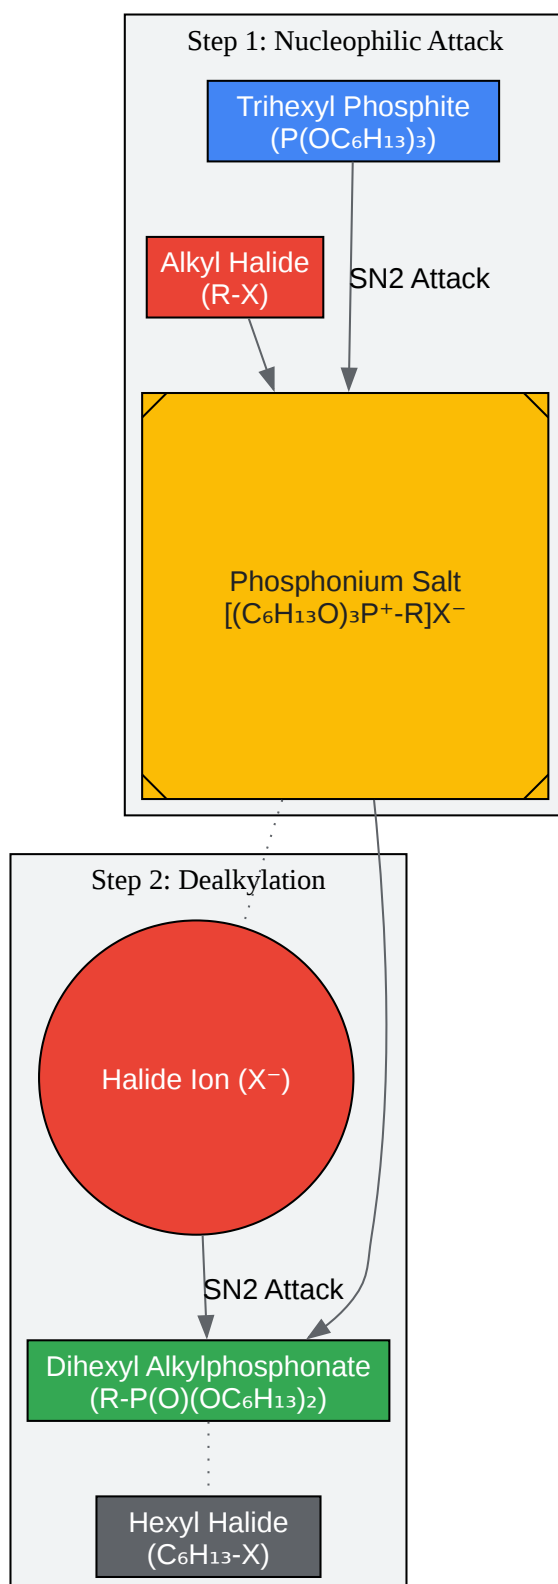 Step 1: Nucleophilic Attack
Trihexyl Phosphite
(P(OC₆H₁₃)₃)
Alkyl Halide
(R-X)
SN2 Attack
Phosphonium Salt
[(C₆H₁₃O)₃P⁺-R]X⁻
Step 2: Dealkylation
Halide Ion (X⁻)
SN2 Attack
Dihexyl Alkylphosphonate
(R-P(O)(OC₆H₁₃)₂)
Hexyl Halide
(C₆H₁₃-X)